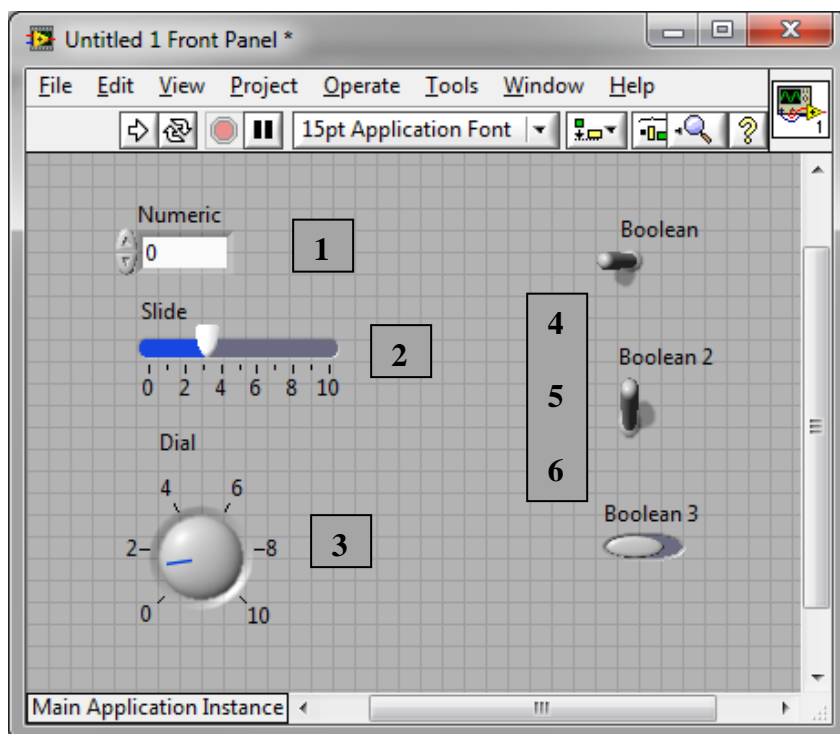 Untitled 1 Front Panel *
File Edit View Project Operate Tools Window Help
15pt Application Font
1
Numeric
0
1
Boolean
Slide
2
0 2 4 6 8 10
4
Boolean 2
5
6
Dial
4 6
2 8
0 10
3
Boolean 3
Main Application Instance